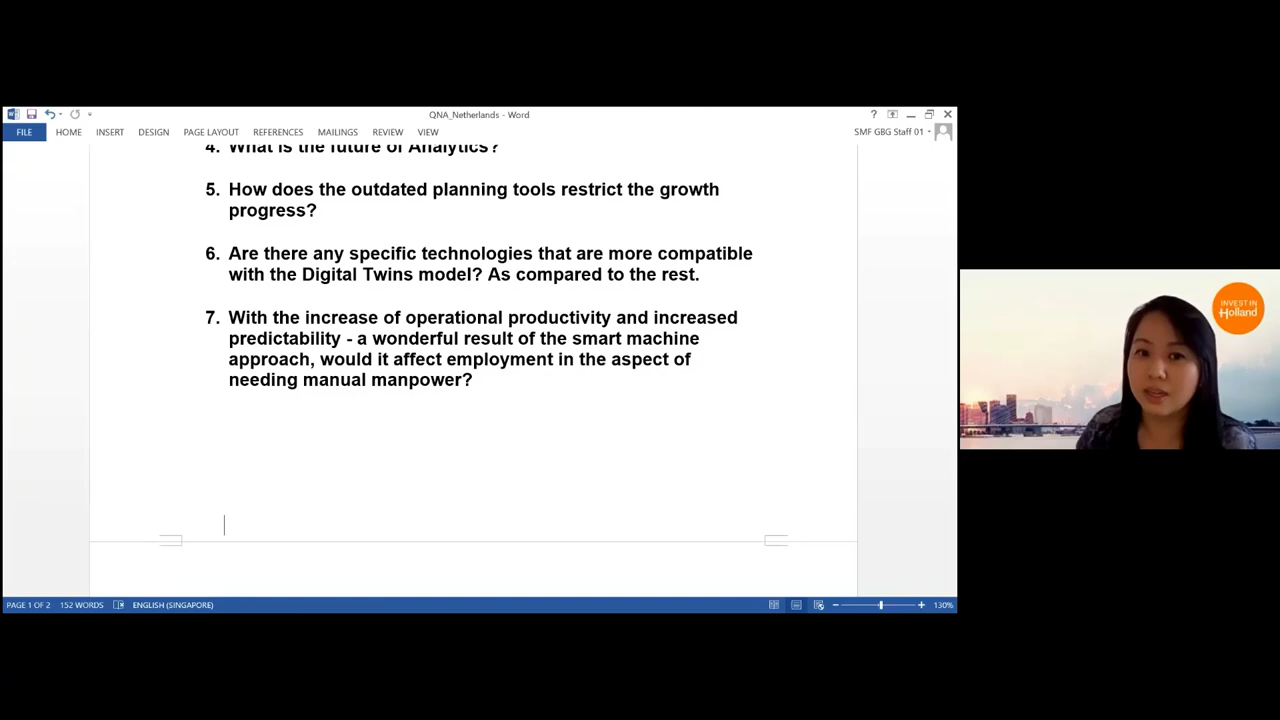 QNA_Netherlands - Word
?
FILE HOME INSERT DESIGN PAGE LAYOUT REFERENCES MAILINGS REVIEW VIEW
SMF GBG Staff 01
4. What is the future of Analytics?
5. How does the outdated planning tools restrict the growth
progress?
6. Are there any specific technologies that are more compatible
with the Digital Twins model? As compared to the rest.
7. With the increase of operational productivity and increased
predictability - a wonderful result of the smart machine
approach, would it affect employment in the aspect of
needing manual manpower?
INVEST IN
Holland
PAGE 1 OF 2 152 WORDS ENGLISH (SINGAPORE)
130%